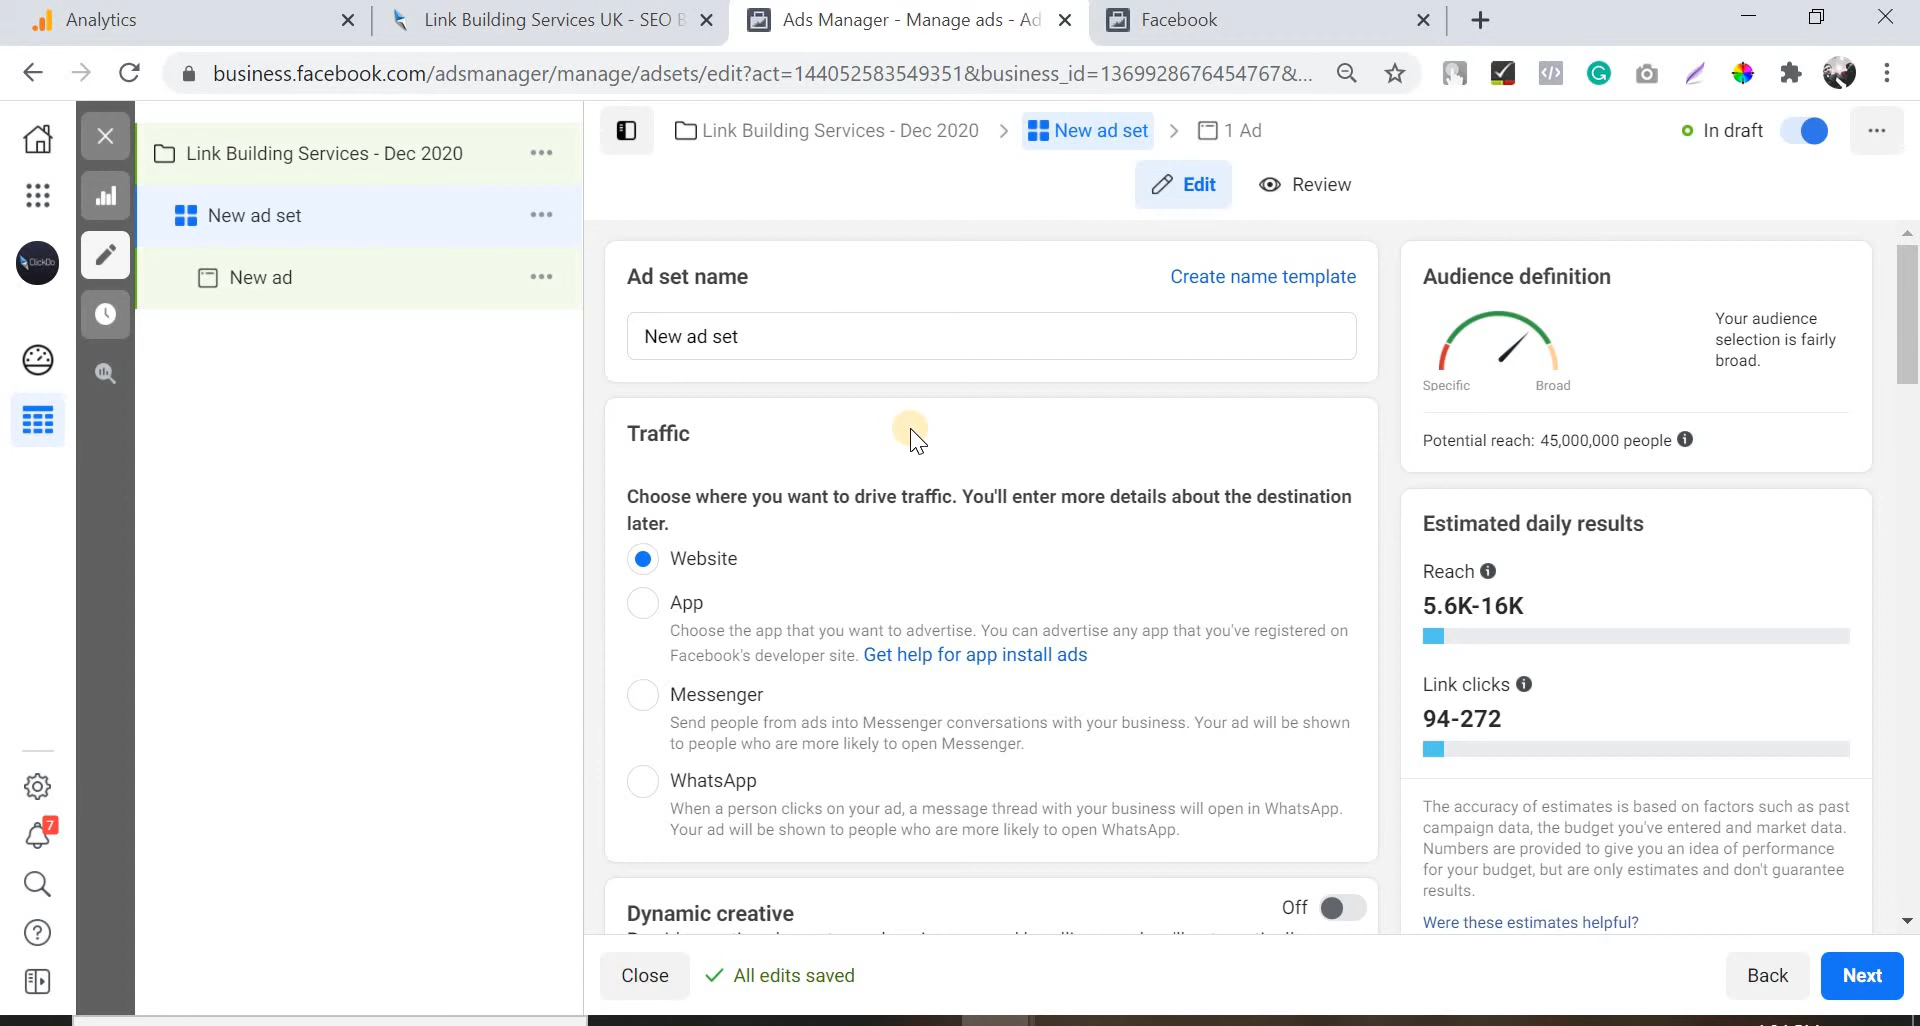 Analytics
Link Building Services UK - SEO B
Ads Manager - Manage ads - Ad
Facebook
business.facebook.com/adsmanager/manage/adsets/edit?act=144052583549351&business_id=1369928676454767&...
Link Building Services - Dec 2020
New ad set
New ad
ClickDo
7
Link Building Services - Dec 2020
New ad set
1 Ad
In draft
Edit
Review
Ad set name
Create name template
New ad set
Traffic
Choose where you want to drive traffic. You'll enter more details about the destination
later.
Website
App
Choose the app that you want to advertise. You can advertise any app that you've registered on
Facebook's developer site. Get help for app install ads
Messenger
Send people from ads into Messenger conversations with your business. Your ad will be shown
to people who are more likely to open Messenger.
WhatsApp
When a person clicks on your ad, a message thread with your business will open in WhatsApp.
Your ad will be shown to people who are more likely to open WhatsApp.
Dynamic creative
Off
Audience definition
Your audience
selection is fairly
broad.
Specific
Broad
Potential reach: 45,000,000 people
Estimated daily results
Reach
5.6K-16K
Link clicks
94-272
The accuracy of estimates is based on factors such as past
campaign data, the budget you've entered and market data.
Numbers are provided to give you an idea of performance
for your budget, but are only estimates and don't guarantee
results.
Were these estimates helpful?
Close
All edits saved
Back
Next